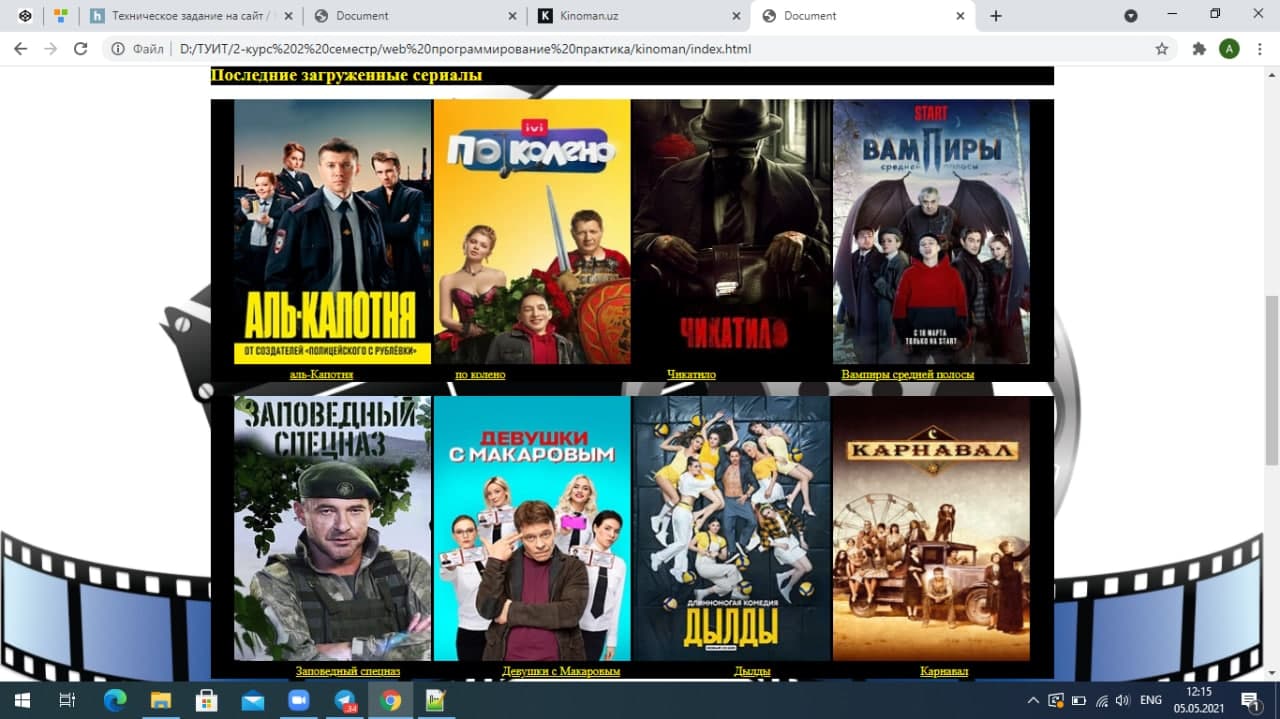 Техническое задание на сайт /
Document
Kinoman.uz
Document
Файл
D:/ТУИТ/2-курс%202%20семестр/web%20программирование%20практика/kinoman/index.html
A
Последние загруженные сериалы
АЛЬ-КАПОТНЯ
ОТ СОЗДАТЕЛЕЙ «ПОЛИЦЕЙСКОГО С РУБЛЁВКИ»
ivi
ПО КОЛЕНО
ЧИКАТИЛО
START
ВАМПИРЫ
средней полосы
С 18 МАРТА
ТОЛЬКО НА START
аль-Капотня
по колено
Чикатило
Вампиры средней полосы
ЗАПОВЕДНЫЙ
СПЕЦНАЗ
ДЕВУШКИ
С МАКАРОВЫМ
ДЛИННОНОГАЯ КОМЕДИЯ
ДЫЛДЫ
КАРНАВАЛ
Заповедный спецназ
Девушки с Макаровым
Дылды
Карнавал
34
ENG
12:15
05.05.2021
1